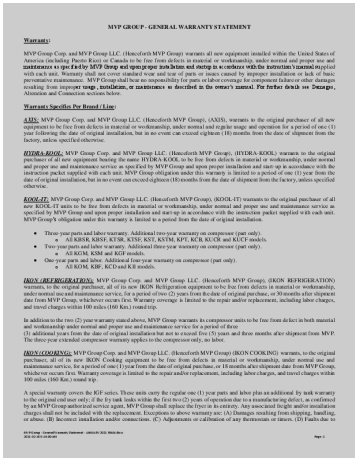 MVP GROUP - GENERAL WARRANTY STATEMENT
Warranty:
MVP Group Corp. and MVP Group LLC. (Henceforth MVP Group) warrants all new equipment installed within the United States of
America (including Puerto Rico) or Canada to be free from defects in material or workmanship, under normal and proper use and
maintenance as specified by MVP Group and upon proper installation and startup in accordance with the instruction's manual supplied
with each unit. Warranty shall not cover standard wear and tear of parts or issues caused by improper installation or lack of basic
preventative maintenance. MVP Group shall bear no responsibility for parts or labor coverage for component failure or other damages
resulting from improper usage, installation, or maintenance as described in the owner's manual. For further details see Damages,
Alteration and Connection sections below.
Warranty Specifics Per Brand / Line:
AXIS: MVP Group Corp. and MVP Group LLC. (Henceforth MVP Group), (AXIS), warrants to the original purchaser of all new
equipment to be free from defects in material or workmanship, under normal and regular usage and operation for a period of one (1)
year following the date of original installation, but in no event can exceed eighteen (18) months from the date of shipment from the
factory, unless specified otherwise.
HYDRA-KOOL: MVP Group Corp. and MVP Group LLC. (Henceforth MVP Group), (HYDRA-KOOL) warrants to the original
purchaser of all new equipment bearing the name HYDRA-KOOL to be free from defects in material or workmanship, under normal
and proper use and maintenance service as specified by MVP Group and upon proper installation and start-up in accordance with the
instruction packet supplied with each unit. MVP Group obligation under this warranty is limited to a period of one (1) year from the
date of original installation, but in no event can exceed eighteen (18) months from the date of shipment from the factory, unless specified
otherwise.
KOOL-IT: MVP Group Corp. and MVP Group LLC. (Henceforth MVP Group), (KOOL-IT) warrants to the original purchaser of all
new KOOL-IT units to be free from defects in material or workmanship, under normal and proper use and maintenance service as
specified by MVP Group and upon proper installation and start-up in accordance with the instruction packet supplied with each unit.
MVP Group's obligation under this warranty is limited to a period from the date of original installation.
• Three-year parts and labor warranty. Additional two-year warranty on compressor (part only).
o All KBSR, KBSF, KTSR, KTSF, KST, KSTM, KPT, KCB, KUCR and KUCF models.
• Two years parts and labor warranty. Additional three-year warranty on compressor (part only).
o All KGM, KSM and KGF models.
• One-year parts and labor. Additional four-year warranty on compressor (part only).
o All KGM, KBF, KCD and KB models.
IKON (REFRIGERATION): MVP Group Corp. and MVP Group LLC. (Henceforth MVP Group), (IKON REFRIGERATION)
warrants, to the original purchaser, all of its new IKON Refrigeration equipment to be free from defects in material or workmanship,
under normal use and maintenance service, for a period of two (2) years from the date of original installation, or 30 months after shipment
date from MVP Group, whichever occurs first. Warranty coverage is limited to the repair and/or replacement, including labor charges,
and travel charges within 100 miles (160 Km.) round trip.
In addition to the two (2) year warranty stated above, MVP Group warrants its compressor units to be free from defect in both material
and workmanship under normal and proper use and maintenance service for a period of three
(3) additional years from the date of original installation but not to exceed five (5) years and three months after shipment from MVP.
The three-year extended compressor warranty applies to the compressor only, no labor.
IKON (COOKING): MVP Group Corp. and MVP Group LLC. (Henceforth MVP Group) (IKON COOKING) warrants, to the original
purchaser, all of its new IKON Cooking equipment to be free from defects in material or workmanship, under normal use and
maintenance service, for a period of one (1) year from the date of original installation, or 18 months after shipment date from MVP Group,
whichever occurs first. Warranty coverage is limited to the repair and/or replacement, including labor charges, and travel charges within
100 miles (160 Km.) round trip.
A special warranty covers the IGF series. These units carry the regular one (1) year parts and labor plus an additional by tank warranty
to the original end user only; if the fry tank leaks within the first two (2) years of operation due to a manufacturing defect, as confirmed
by an MVP Group authorized service agent, MVP Group shall replace the fryer in its entirety. Any associated freight and/or installation
charges shall not be included with the replacement. Exceptions to above warranty are: (A) Damages resulting from shipping, handling,
or abuse. (B) Incorrect installation and/or connections. (C) Adjustments or calibration of any thermostats or timers. (D) Faults due to
Page 1